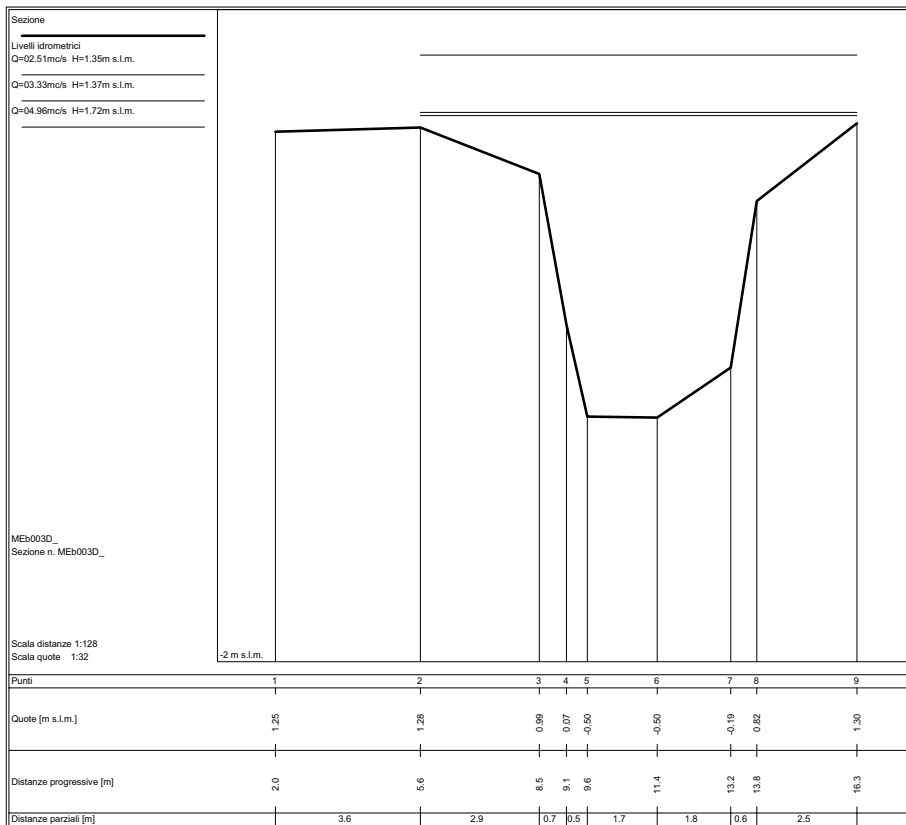 Sezione
Livelli idrometrici
Q=02.51mc/s H=1.35m s.l.m.
Q=03.33mc/s H=1.37m s.l.m.
Q=04.96mc/s H=1.72m s.l.m.
MEb003D_
Sezione n. MEb003D_
Scala distanze 1:128
Scala quote 1:32
-2 m s.l.m.
Punti 1 2 3 4 5 6 7 8 9
Quote [m s.l.m.] 1.25 1.28 0.99 0.07 -0.50 -0.50 -0.19 0.82 1.30
Distanze progressive [m] 2.0 5.6 8.5 9.1 9.6 11.4 13.2 13.8 16.3
Distanze parziali [m] 3.6 2.9 0.7 0.5 1.7 1.8 0.6 2.5